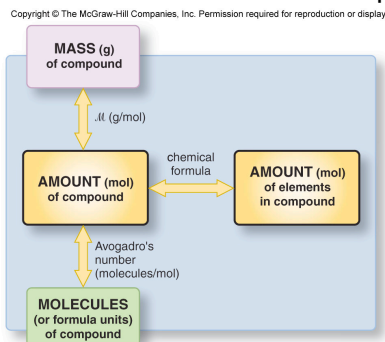 Copyright © The McGraw-Hill Companies, Inc. Permission required for reproduction or display
MASS (g)
of compound
ℳ (g/mol)
chemical
formula
AMOUNT (mol)
of compound
AMOUNT (mol)
of elements
in compound
Avogadro's
number
(molecules/mol)
MOLECULES
(or formula units)
of compound